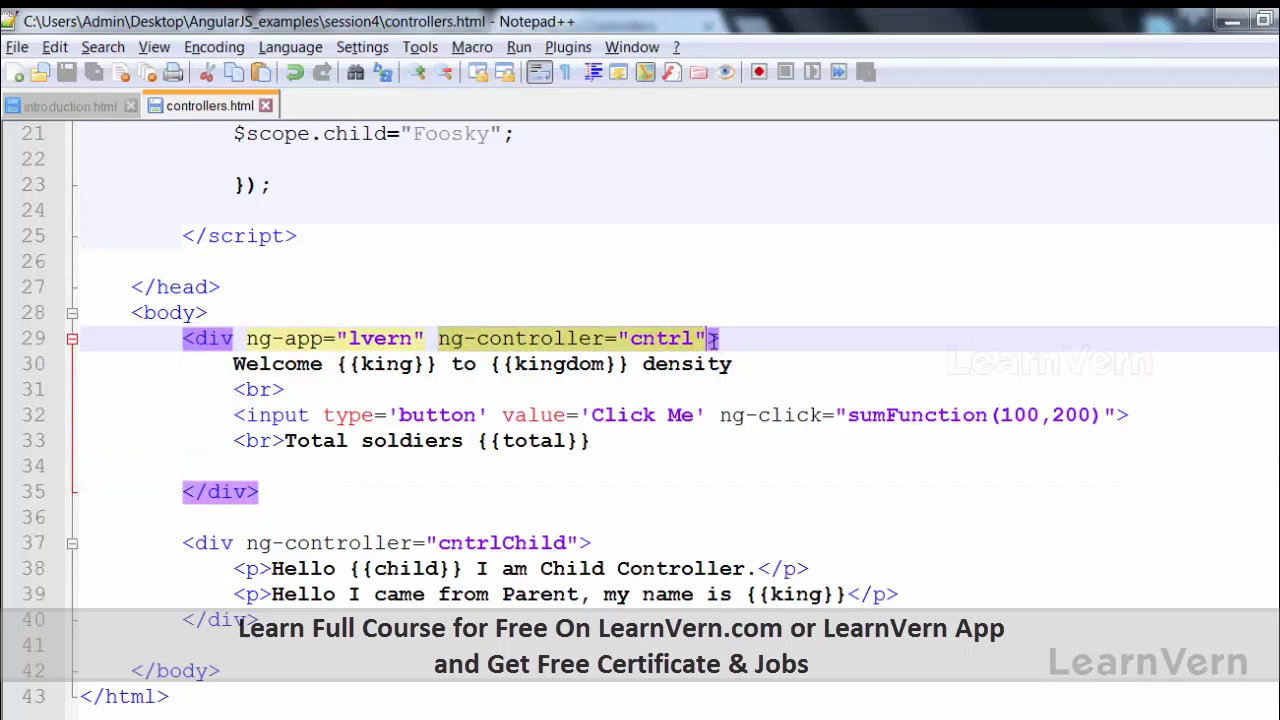 C:\Users\Admin\Desktop\AngularJS_examples\session4\controllers.html - Notepad++
File Edit Search View Encoding Language Settings Tools Macro Run Plugins Window ?
introduction.html controllers.html
21 $scope.child="Foosky";
22
23 });
24
25 </script>
26
27 </head>
28 <body>
29 <div ng-app="lvern" ng-controller="cntrl">
30 Welcome {{king}} to {{kingdom}} density
LearnVern
31 <br>
32 <input type='button' value='Click Me' ng-click="sumFunction(100,200)">
33 <br>Total soldiers {{total}}
34
35 </div>
36
37 <div ng-controller="cntrlChild">
38 <p>Hello {{child}} I am Child Controller.</p>
39 <p>Hello I came from Parent, my name is {{king}}</p>
40 </div>
Learn Full Course for Free On LearnVern.com or LearnVern App
41
and Get Free Certificate & Jobs
LearnVern
42 </body>
43 </html>